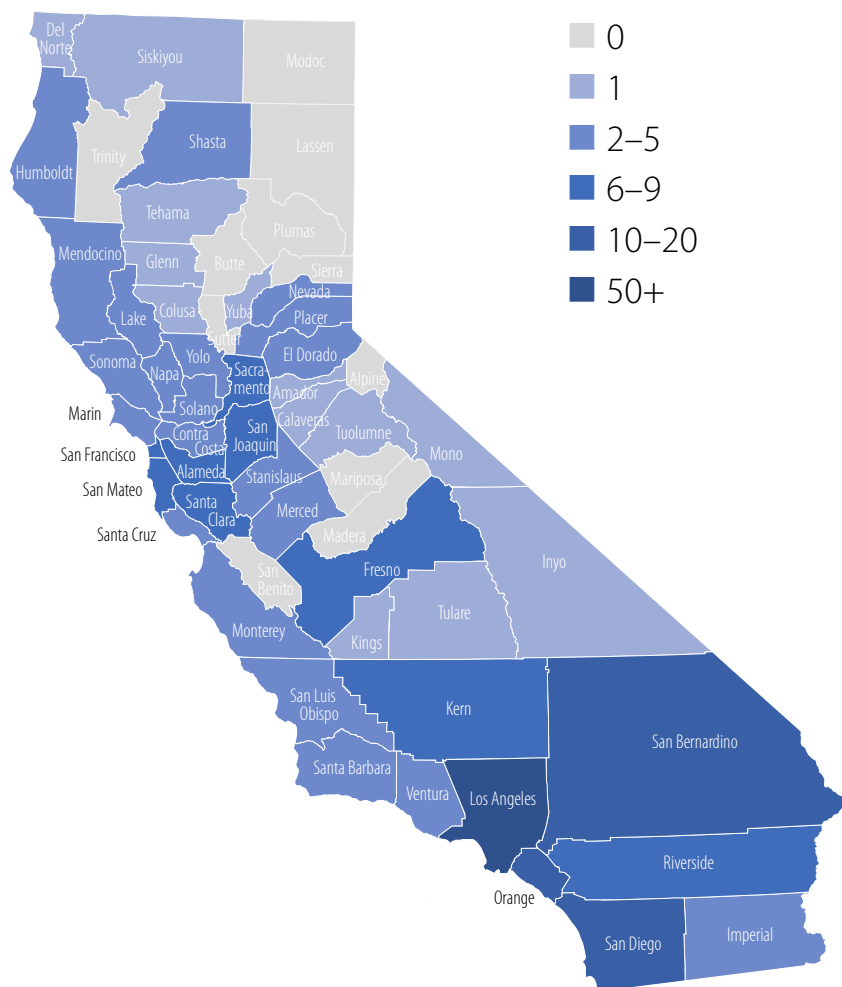 0
1
2–5
6–9
10–20
50+
Del
Norte
Siskiyou
Modoc
Shasta
Lassen
Trinity
Humboldt
Tehama
Plumas
Mendocino
Glenn
Butte
Sierra
Nevada
Colusa
Yuba
Lake
Placer
Sutter
El Dorado
Sonoma
Yolo
Napa
Sacra-
mento
Alpine
Amador
Solano
Marin
Calaveras
San
Joaquin
Tuolumne
Contra
Costa
Mono
San Francisco
Alameda
Stanislaus
Mariposa
San Mateo
Santa
Clara
Merced
Santa Cruz
Madera
Inyo
San
Benito
Fresno
Monterey
Tulare
Kings
San Luis
Obispo
Kern
San Bernardino
Santa Barbara
Ventura
Los Angeles
Riverside
Orange
San Diego
Imperial